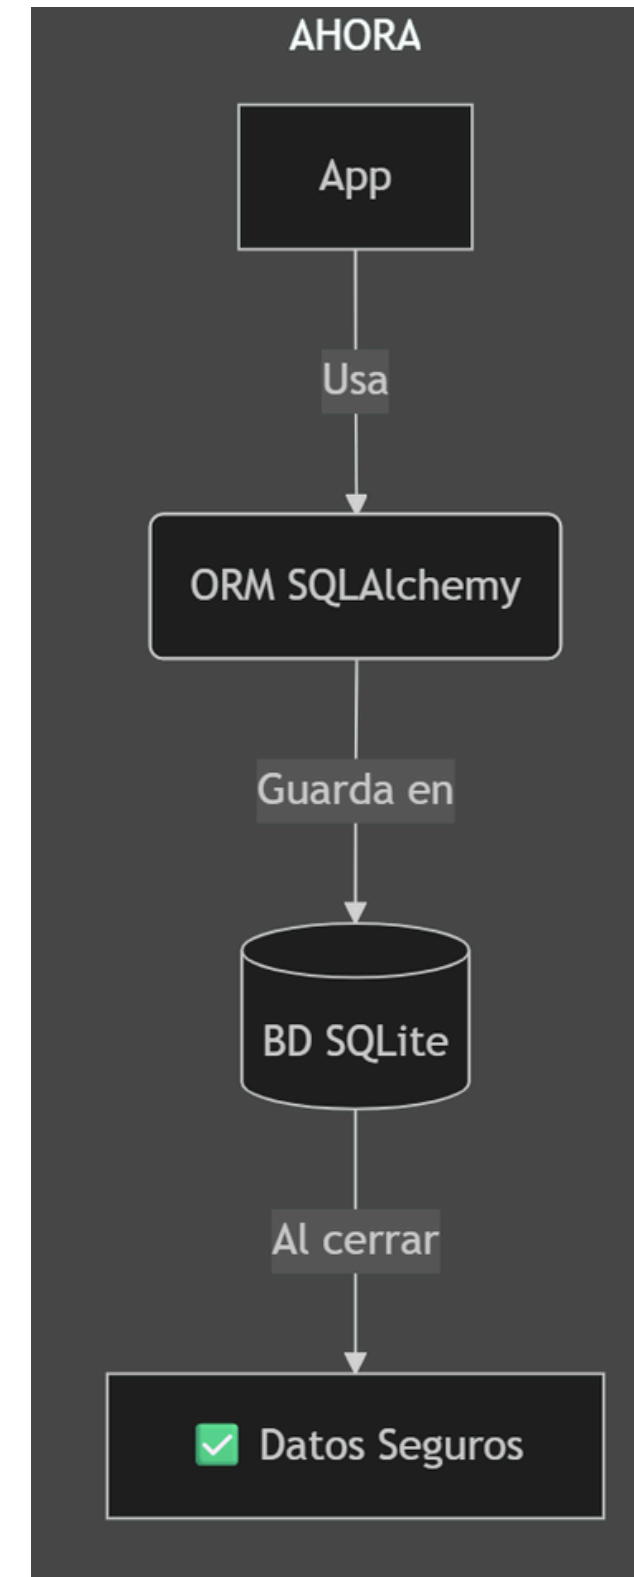 AHORA
App
Usa
ORM SQLAlchemy
Guarda en
BD SQLite
Al cerrar
✅ Datos Seguros